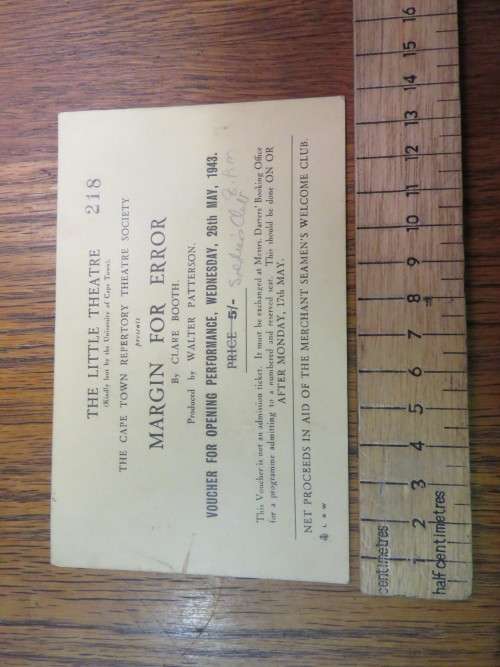 THE LITTLE THEATRE 218
(Kindly lent by the University of Cape Town).
THE CAPE TOWN REPERTORY THEATRE SOCIETY
presents
MARGIN FOR ERROR
By CLARE BOOTH.
Produced by WALTER PATTERSON.
VOUCHER FOR OPENING PERFORMANCE, WEDNESDAY, 26th MAY, 1943.
PRICE 5/- 8 p.m
This Voucher is not an admission ticket. It must be exchanged at Messrs. Darters' Booking Office
for a programme admitting to a numbered and reserved seat. This should be done ON OR
AFTER MONDAY, 17th MAY.
NET PROCEEDS IN AID OF THE MERCHANT SEAMEN'S WELCOME CLUB.
L & W
centimetres
1 2 3 4 5 6 7 8 9 10 11 12 13 14 15 16
half centimetres